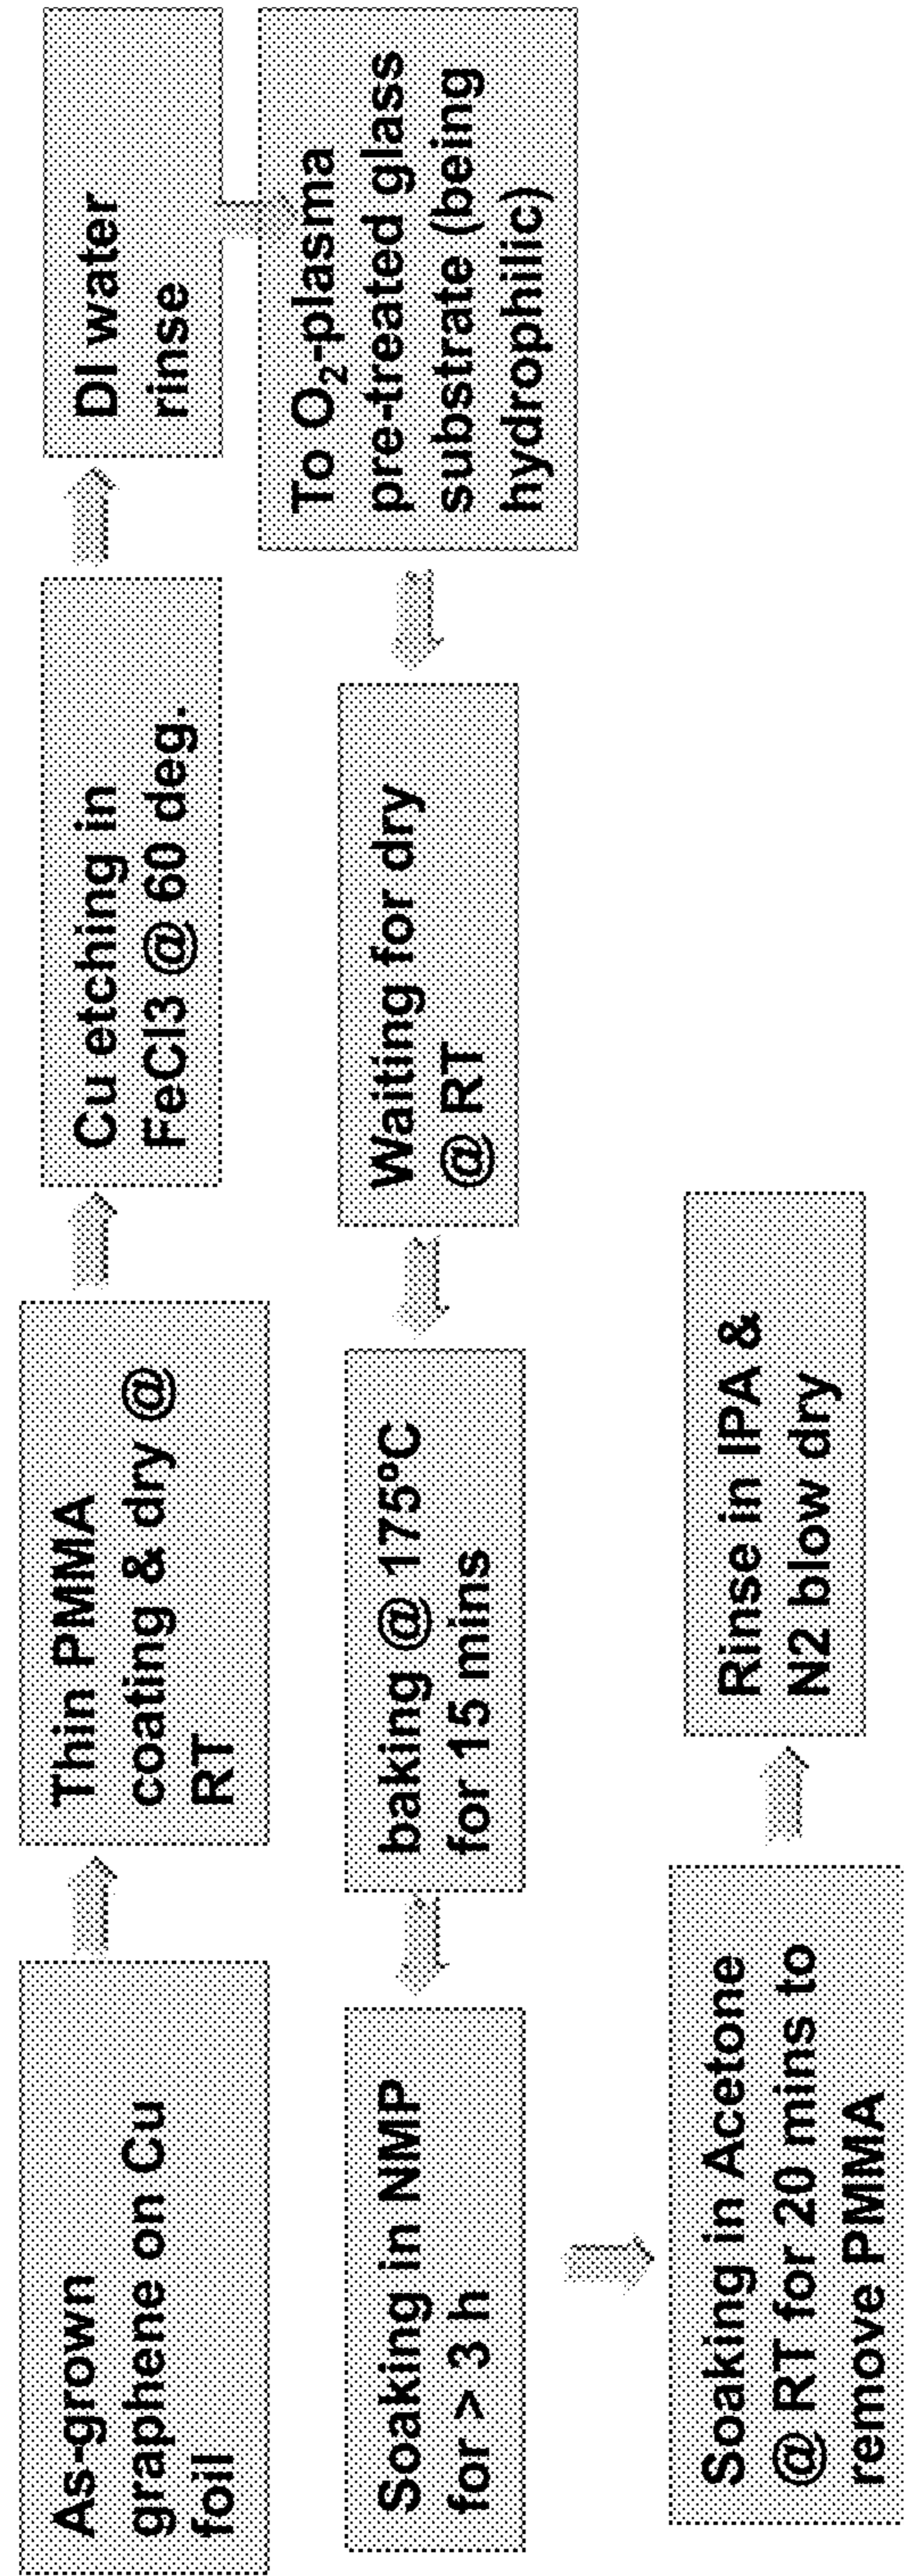 As-grown
graphene on Cu
foil
Thin PMMA
coating & dry @
RT
Cu etching in
FeCl3 @ 60 deg.
DI water
rinse
To O₂-plasma
pre-treated glass
substrate (being
hydrophilic)
Waiting for dry
@ RT
baking @ 175ºC
for 15 mins
Soaking in NMP
for > 3 h
Soaking in Acetone
@ RT for 20 mins to
remove PMMA
Rinse in IPA &
N2 blow dry